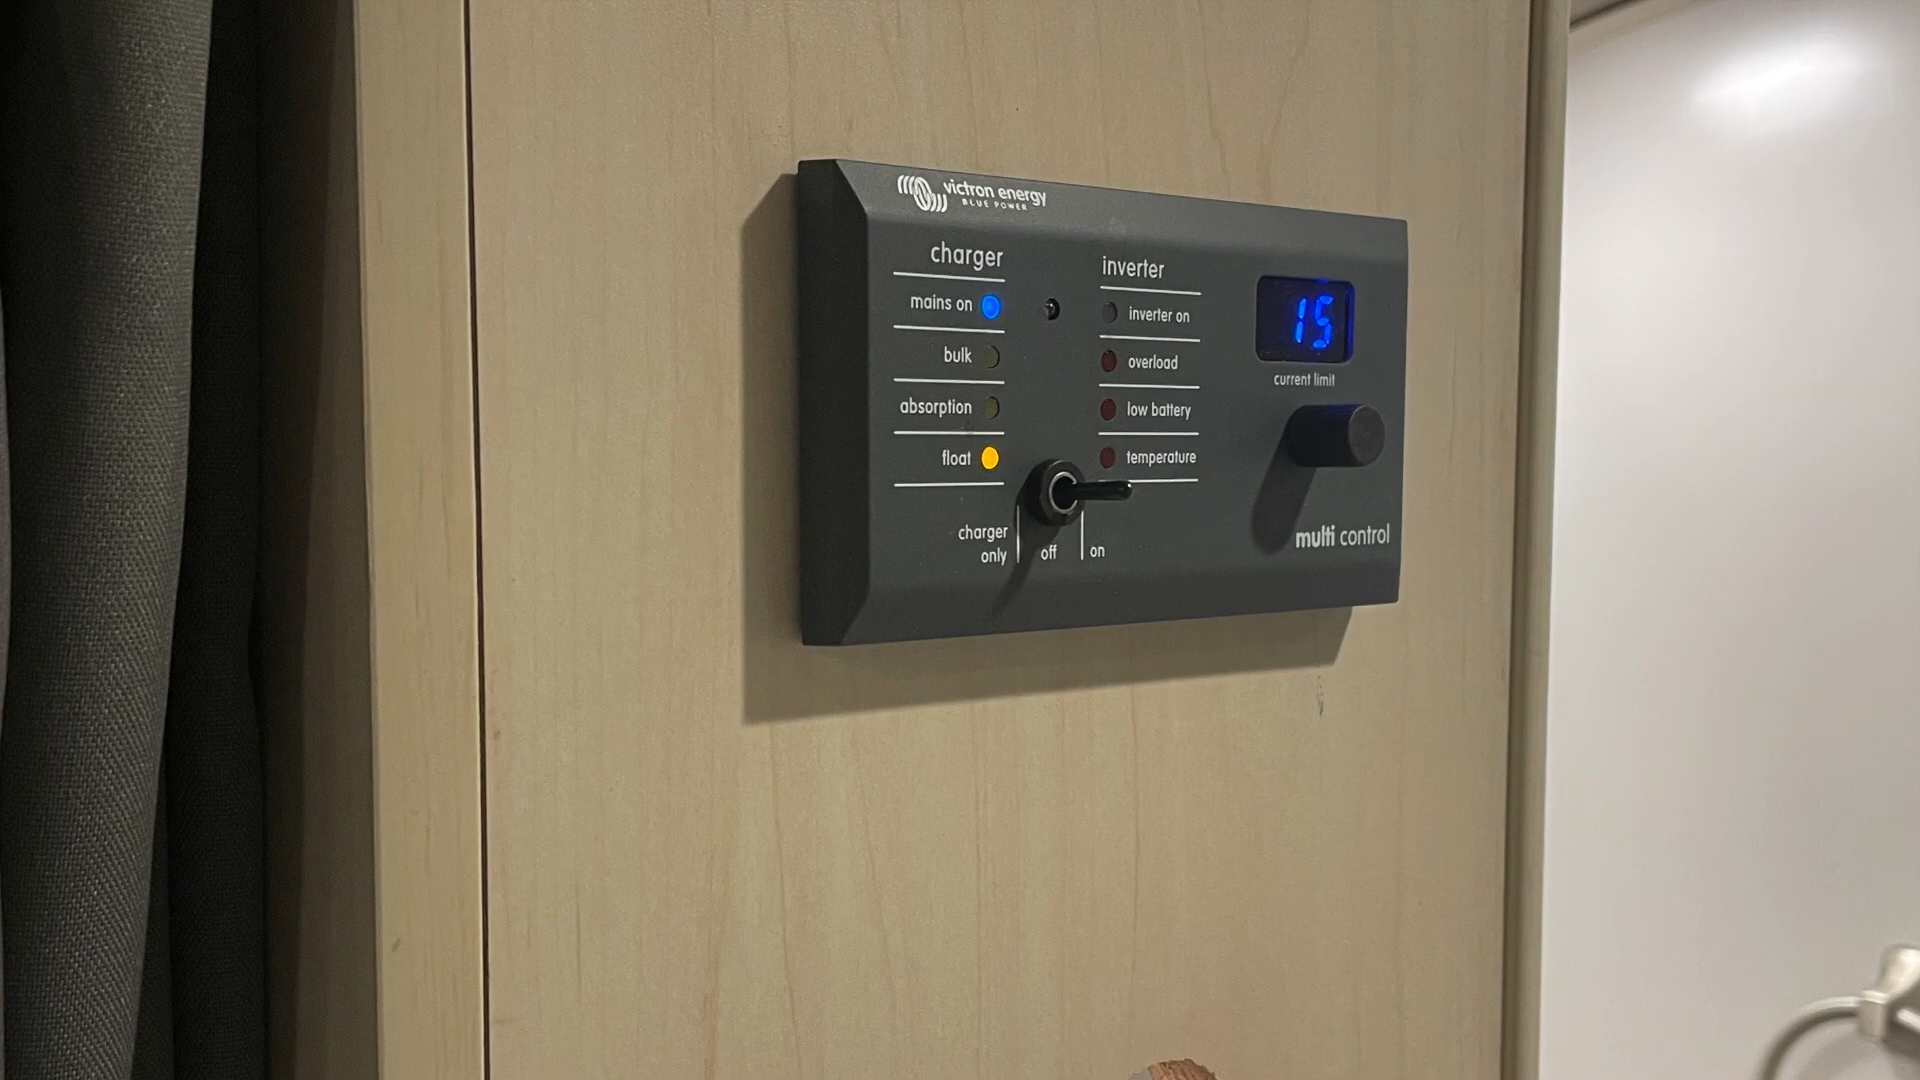 victron energy
BLUE POWER
charger
mains on
bulk
absorption
float
inverter
inverter on
overload
low battery
temperature
15
current limit
charger
only
off
on
multi control